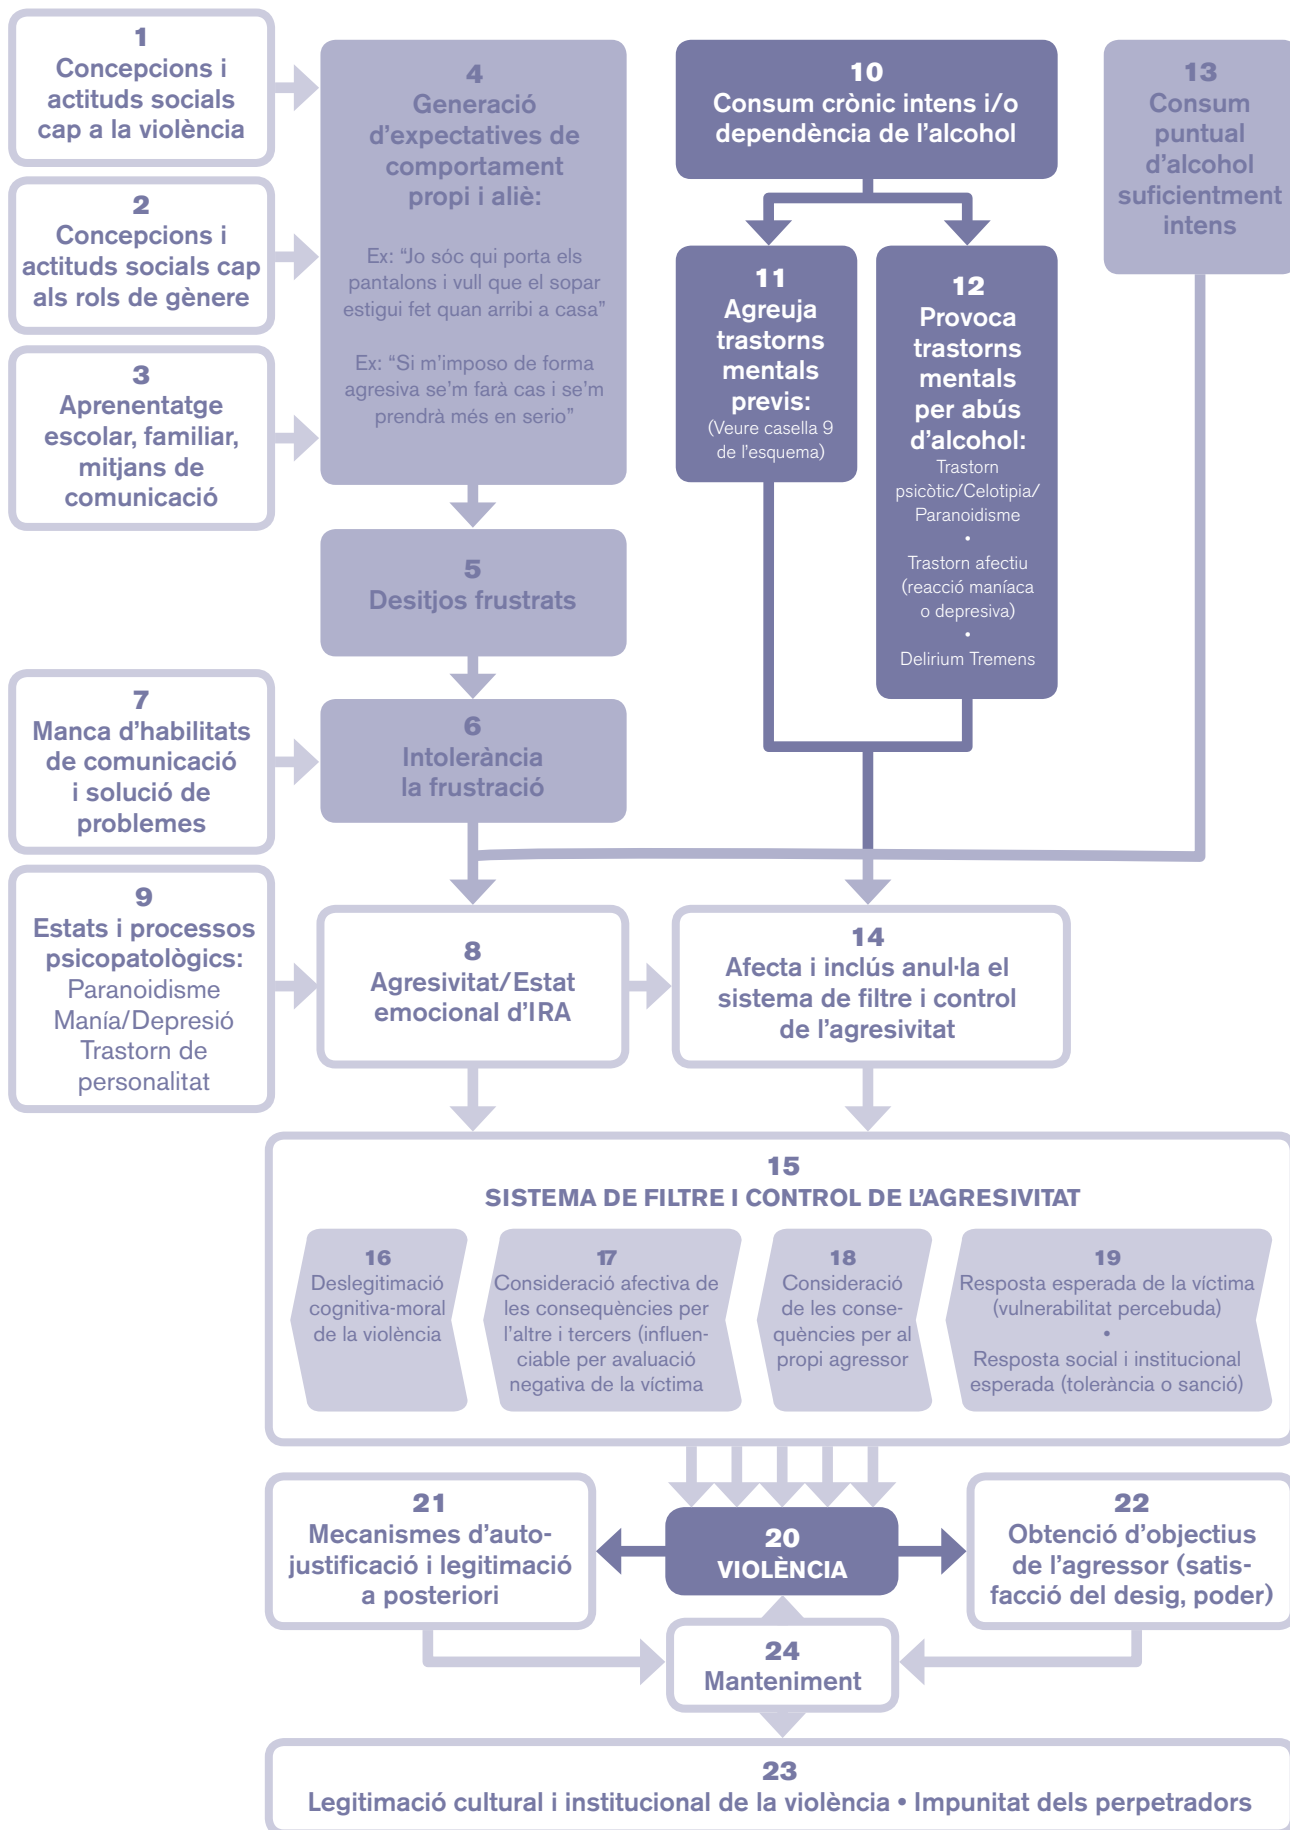 1
Concepcions i
actituds socials
cap a la violència
2
Concepcions i
actituds socials cap
als rols de gènere
3
Aprenentatge
escolar, familiar,
mitjans de
comunicació
4
Generació
d'expectatives de
comportament
propi i aliè:
Ex: “Jo sóc qui porta els
pantalons i vull que el sopar
estigui fet quan arribi a casa”
Ex: “Si m'imposo de forma
agresiva se'm farà cas i se'm
prendrà més en serio”
5
Desitjos frustrats
6
Intolerància
la frustració
7
Manca d'habilitats
de comunicació
i solució de
problemes
9
Estats i processos
psicopatològics:
Paranoidisme
Manía/Depresió
Trastorn de
personalitat
8
Agresivitat/Estat
emocional d'IRA
10
Consum crònic intens i/o
dependència de l'alcohol
11
Agreuja
trastorns
mentals
previs:
(Veure casella 9
de l'esquema)
12
Provoca
trastorns
mentals
per abús
d'alcohol:
Trastorn
psicòtic/Celotipia/
Paranoidisme
•
Trastorn afectiu
(reacció maníaca
o depresiva)
•
Delirium Tremens
13
Consum
puntual
d'alcohol
suficientment
intens
14
Afecta i inclús anul·la el
sistema de filtre i control
de l'agresivitat
15
SISTEMA DE FILTRE I CONTROL DE L'AGRESIVITAT
16
Deslegitimació
cognitiva-moral
de la violència
17
Consideració afectiva de
les consequències per
l'altre i tercers (influen-
ciable per avaluació
negativa de la víctima
18
Consideració
de les conse-
quències per al
propi agressor
19
Resposta esperada de la víctima
(vulnerabilitat percebuda)
•
Resposta social i institucional
esperada (tolerància o sanció)
21
Mecanismes d'auto-
justificació i legitimació
a posteriori
20
VIOLÈNCIA
22
Obtenció d'objectius
de l'agressor (satis-
facció del desig, poder)
24
Manteniment
23
Legitimació cultural i institucional de la violència • Impunitat dels perpetradors